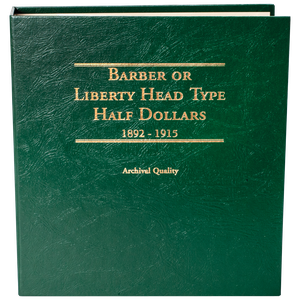 Barber or
Liberty Head Type
Half Dollars
1892 - 1915
Archival Quality